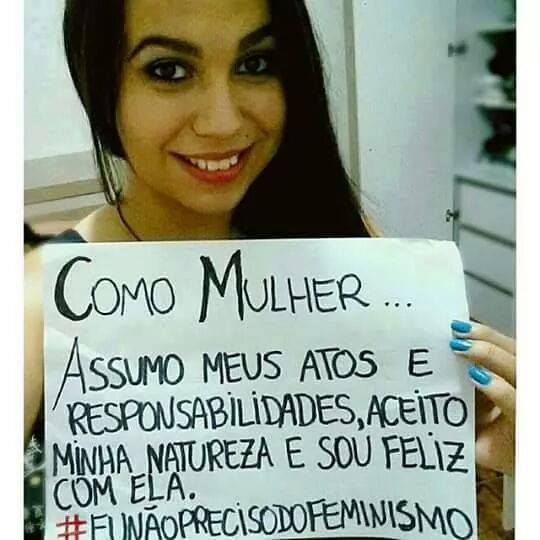 COMO MULHER...
ASSUMO MEUS ATOS E
RESPONSABILIDADES, ACEITO
MINHA NATUREZA E SOU FELIZ
COM ELA.
#EUNÃOPRECISODOFEMINISMO